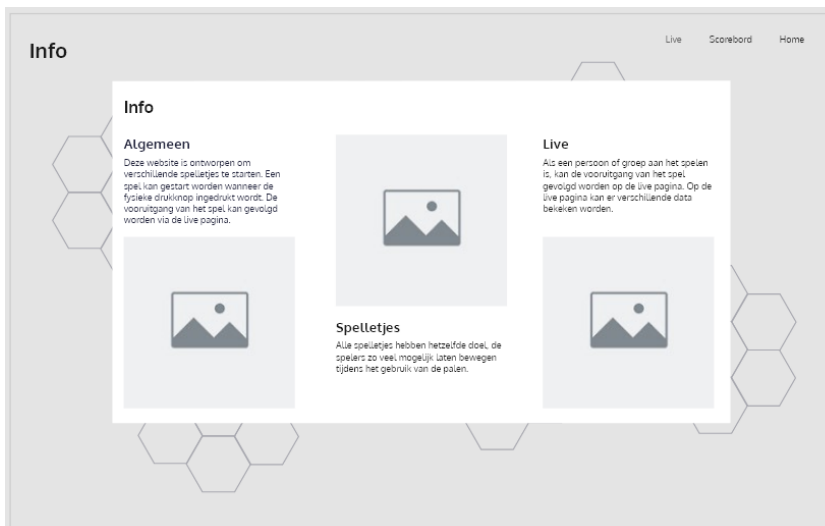 Info
Live Scorebord Home
Info
Algemeen
Deze website is ontworpen om
verschillende spelletjes te starten. Een
spel kan gestart worden wanneer de
fysieke drukknop ingedrukt wordt. De
vooruitgang van het spel kan gevolgd
worden via de live pagina.
Spelletjes
Alle spelletjes hebben hetzelfde doel, de
spelers zo veel mogelijk laten bewegen
tijdens het gebruik van de palen.
Live
Als een persoon of groep aan het spelen
is, kan de vooruitgang van het spel
gevolgd worden op de live pagina. Op de
live pagina kan er verschillende data
bekeken worden.